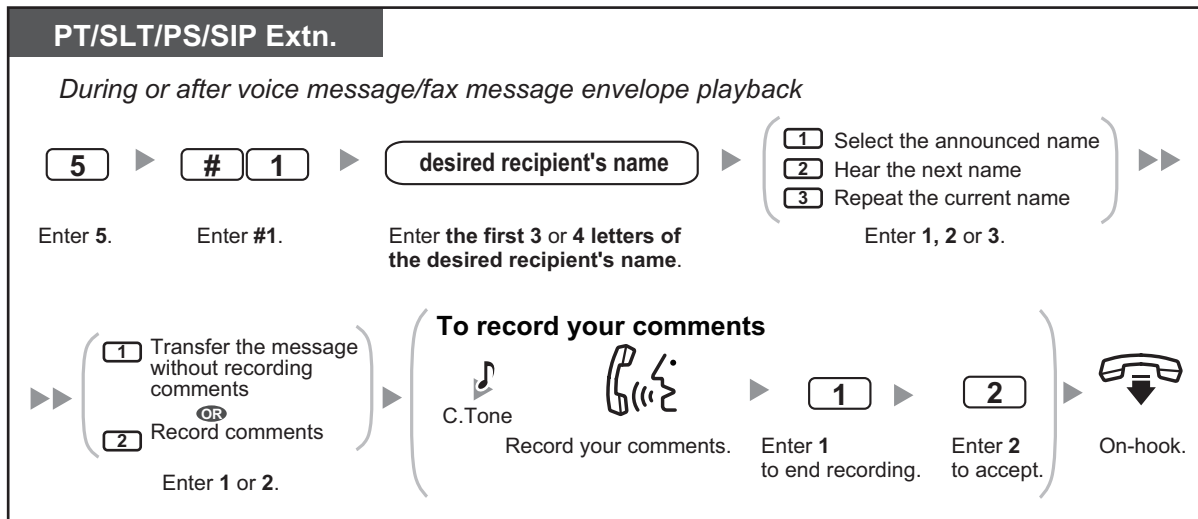 PT/SLT/PS/SIP Extn.
During or after voice message/fax message envelope playback
5
# 1
desired recipient's name
1 Select the announced name
2 Hear the next name
3 Repeat the current name
Enter 5.
Enter #1.
Enter the first 3 or 4 letters of
the desired recipient's name.
Enter 1, 2 or 3.
1 Transfer the message
without recording
comments
OR
2 Record comments
Enter 1 or 2.
To record your comments
C.Tone
Record your comments.
1
Enter 1
to end recording.
2
Enter 2
to accept.
On-hook.